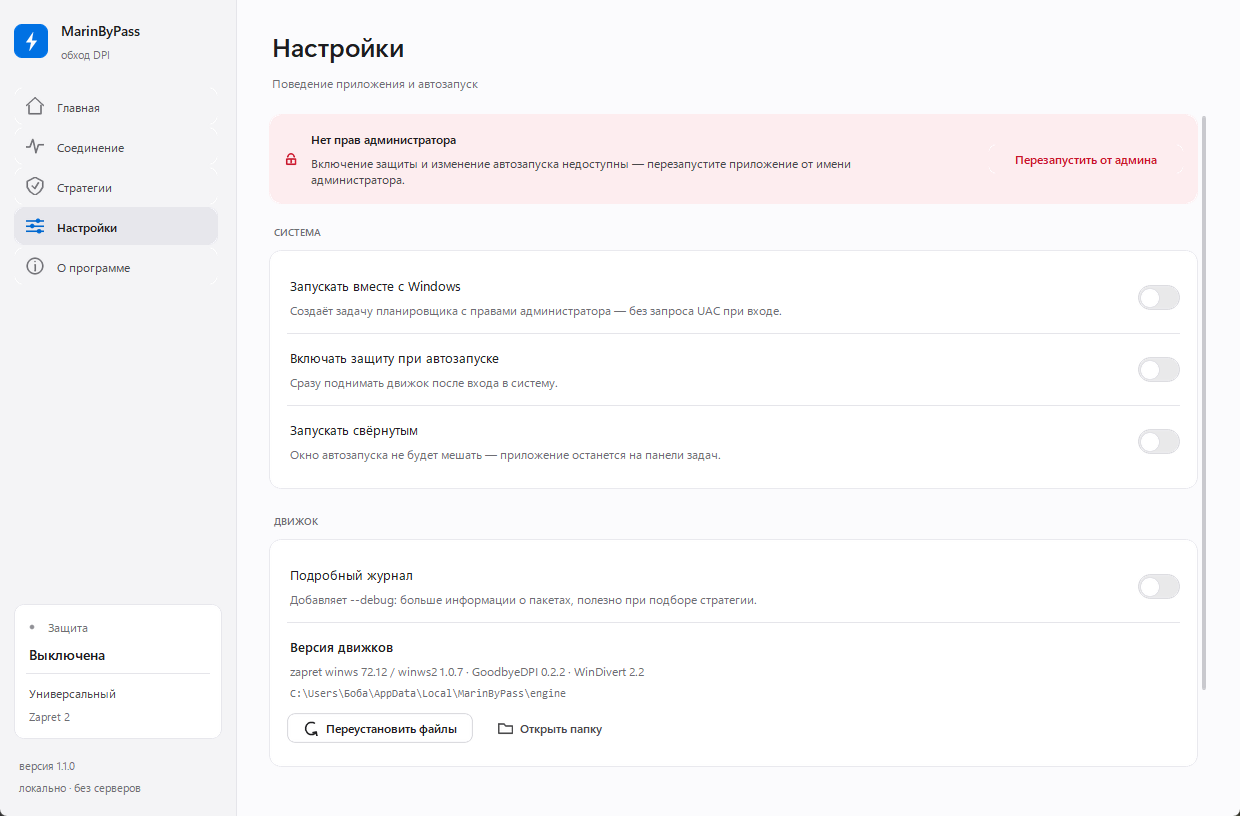 MarinByPass
обход DPI
Главная
Соединение
Стратегии
Настройки
О программе
Защита
Выключена
Универсальный
Zapret 2
версия 1.1.0
локально · без серверов
Настройки
Поведение приложения и автозапуск
Нет прав администратора
Включение защиты и изменение автозапуска недоступны — перезапустите приложение от имени
администратора.
Перезапустить от админа
СИСТЕМА
Запускать вместе с Windows
Создаёт задачу планировщика с правами администратора — без запроса UAC при входе.
Включать защиту при автозапуске
Сразу поднимать движок после входа в систему.
Запускать свёрнутым
Окно автозапуска не будет мешать — приложение останется на панели задач.
ДВИЖОК
Подробный журнал
Добавляет --debug: больше информации о пакетах, полезно при подборе стратегии.
Версия движков
zapret winws 72.12 / winws2 1.0.7 · GoodbyeDPI 0.2.2 · WinDivert 2.2
C:\Users\Боба\AppData\Local\MarinByPass\engine
Переустановить файлы
Открыть папку